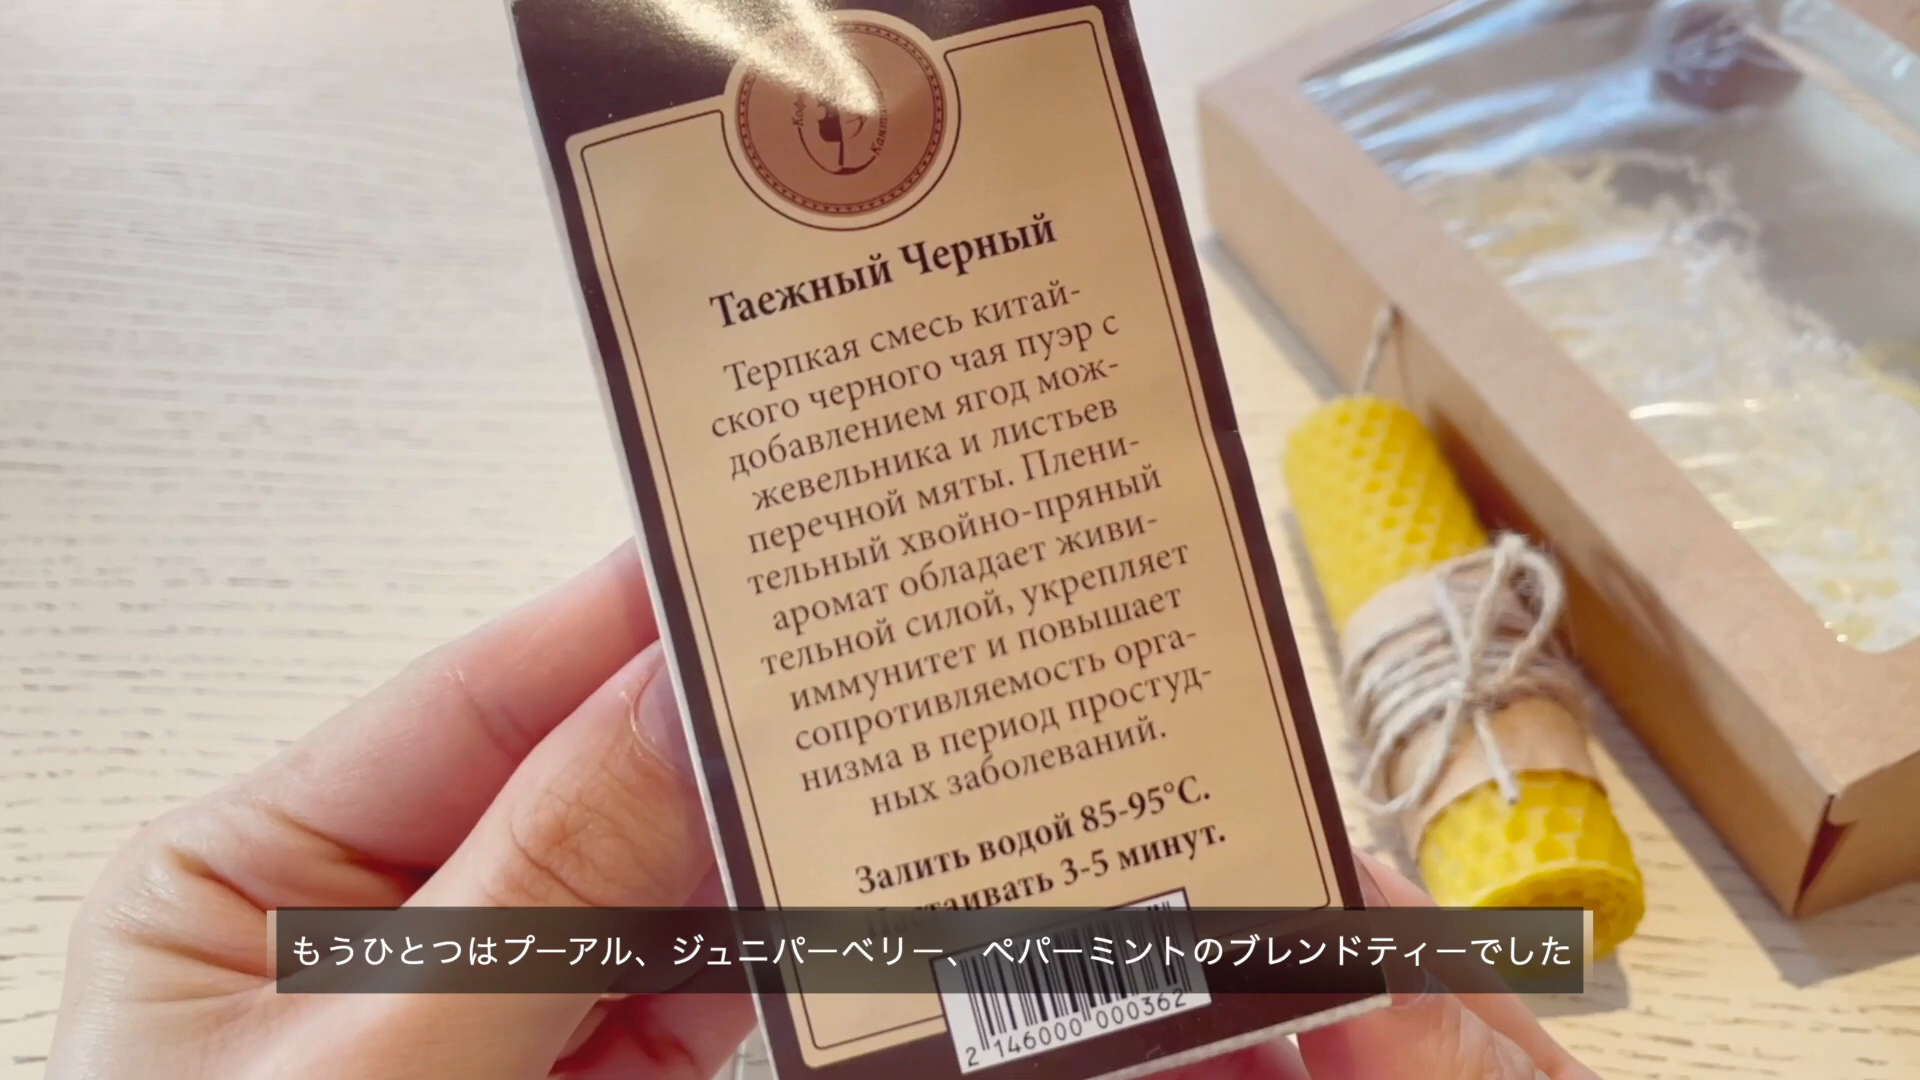 Таежный Черный
Терпкая смесь китай-
ского черного чая пуэр с
добавлением ягод мож-
жевельника и листьев
перечной мяты. Плени-
тельный хвойно-пряный
аромат обладает живи-
тельной силой, укрепляет
иммунитет и повышает
сопротивляемость орга-
низма в период простуд-
ных заболеваний.
Залить водой 85-95°C.
Настаивать 3-5 минут.
もうひとつはプーアル、ジュニパーベリー、ペパーミントのブレンドティーでした
2 146000 000362